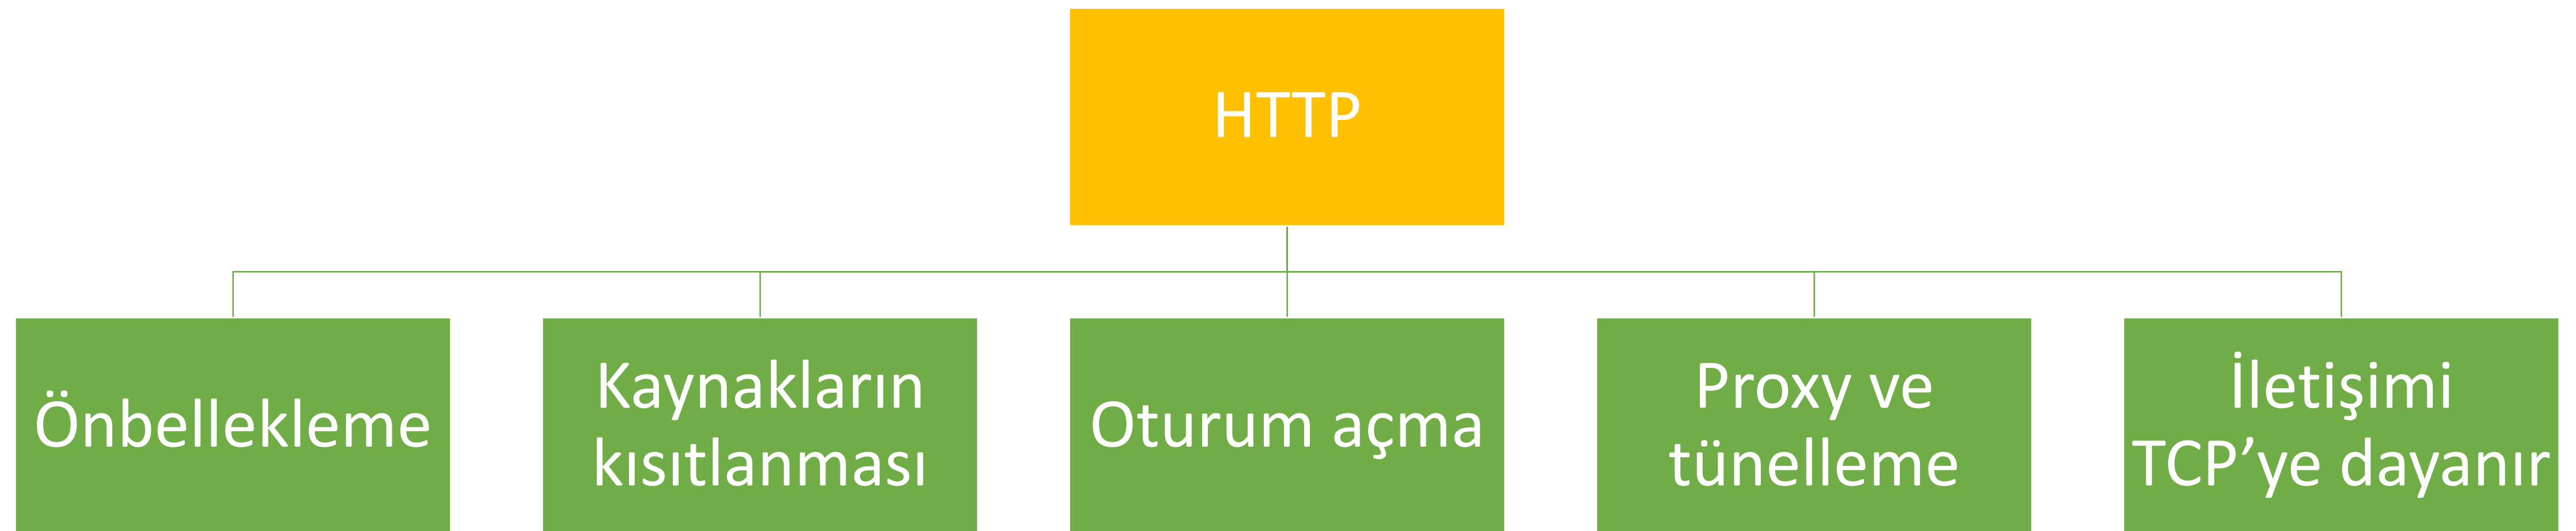 HTTP
Önbellekleme
Kaynakların
kısıtlanması
Oturum açma
Proxy ve
tünelleme
İletişimi
TCP’ye dayanır